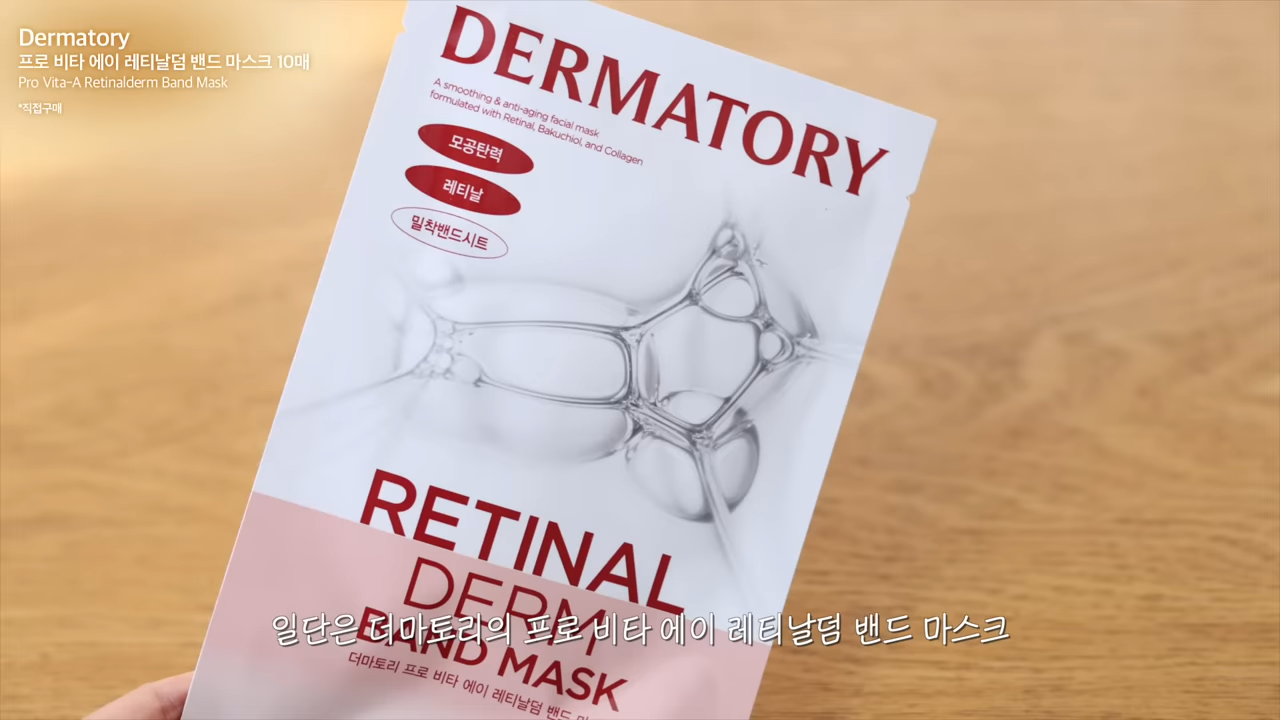 Dermatory
프로 비타 에이 레티날덤 밴드 마스크 10매
Pro Vita-A Retinalderm Band Mask
*직접구매
DERMATORY
A smoothing & anti-aging facial mask
formulated with Retinal, Bakuchiol, and Collagen
모공탄력
레티날
밀착밴드시트
RETINAL
DERM
BAND MASK
더마토리 프로 비타 에이 레티날덤 밴드
일단은 더마토리의 프로 비타 에이 레티날덤 밴드 마스크